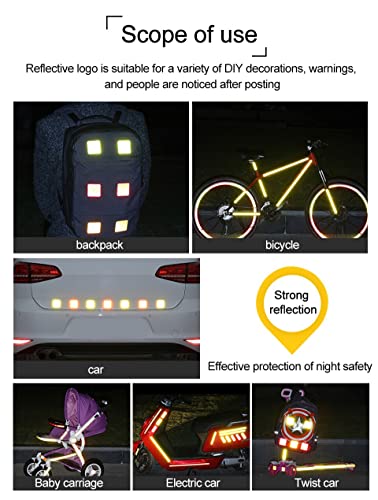 Scope of use
Reflective logo is suitable for a variety of DIY decorations, warnings,
and people are noticed after posting
backpack
bicycle
car
Strong
reflection
Effective protection of night safety
Baby carriage
Electric car
Twist car